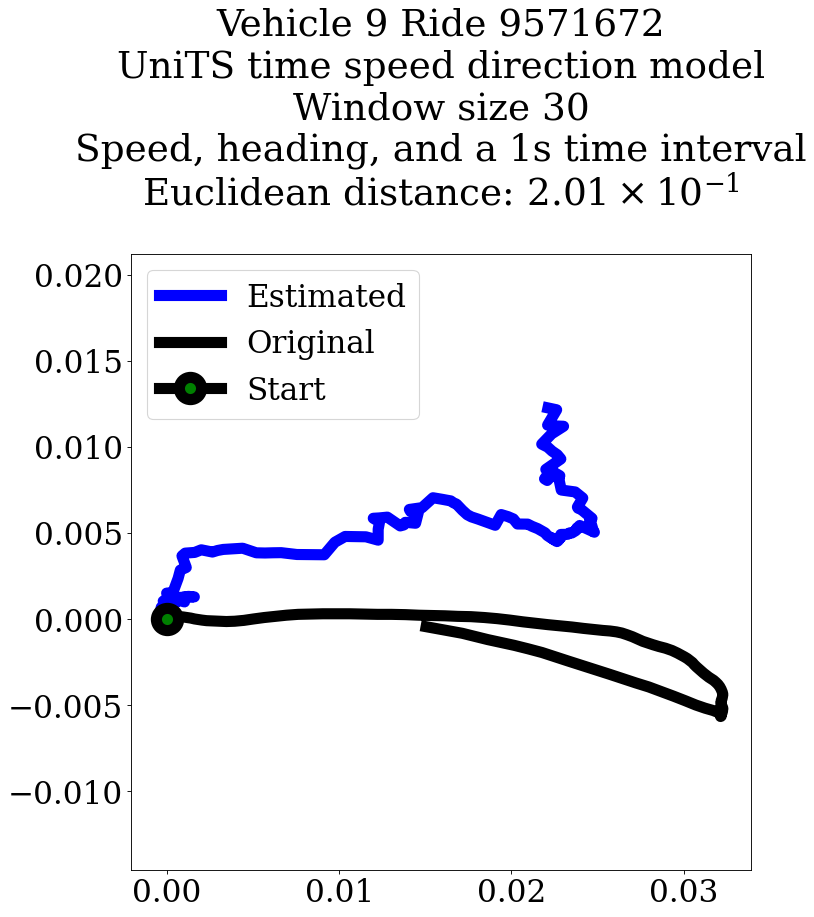 Vehicle 9 Ride 9571672
UniTS time speed direction model
Window size 30
Speed, heading, and a 1s time interval
Euclidean distance: 2.01 × 10⁻¹
Estimated
Original
Start
0.020
0.015
0.010
0.005
0.000
−0.005
−0.010
0.00 0.01 0.02 0.03